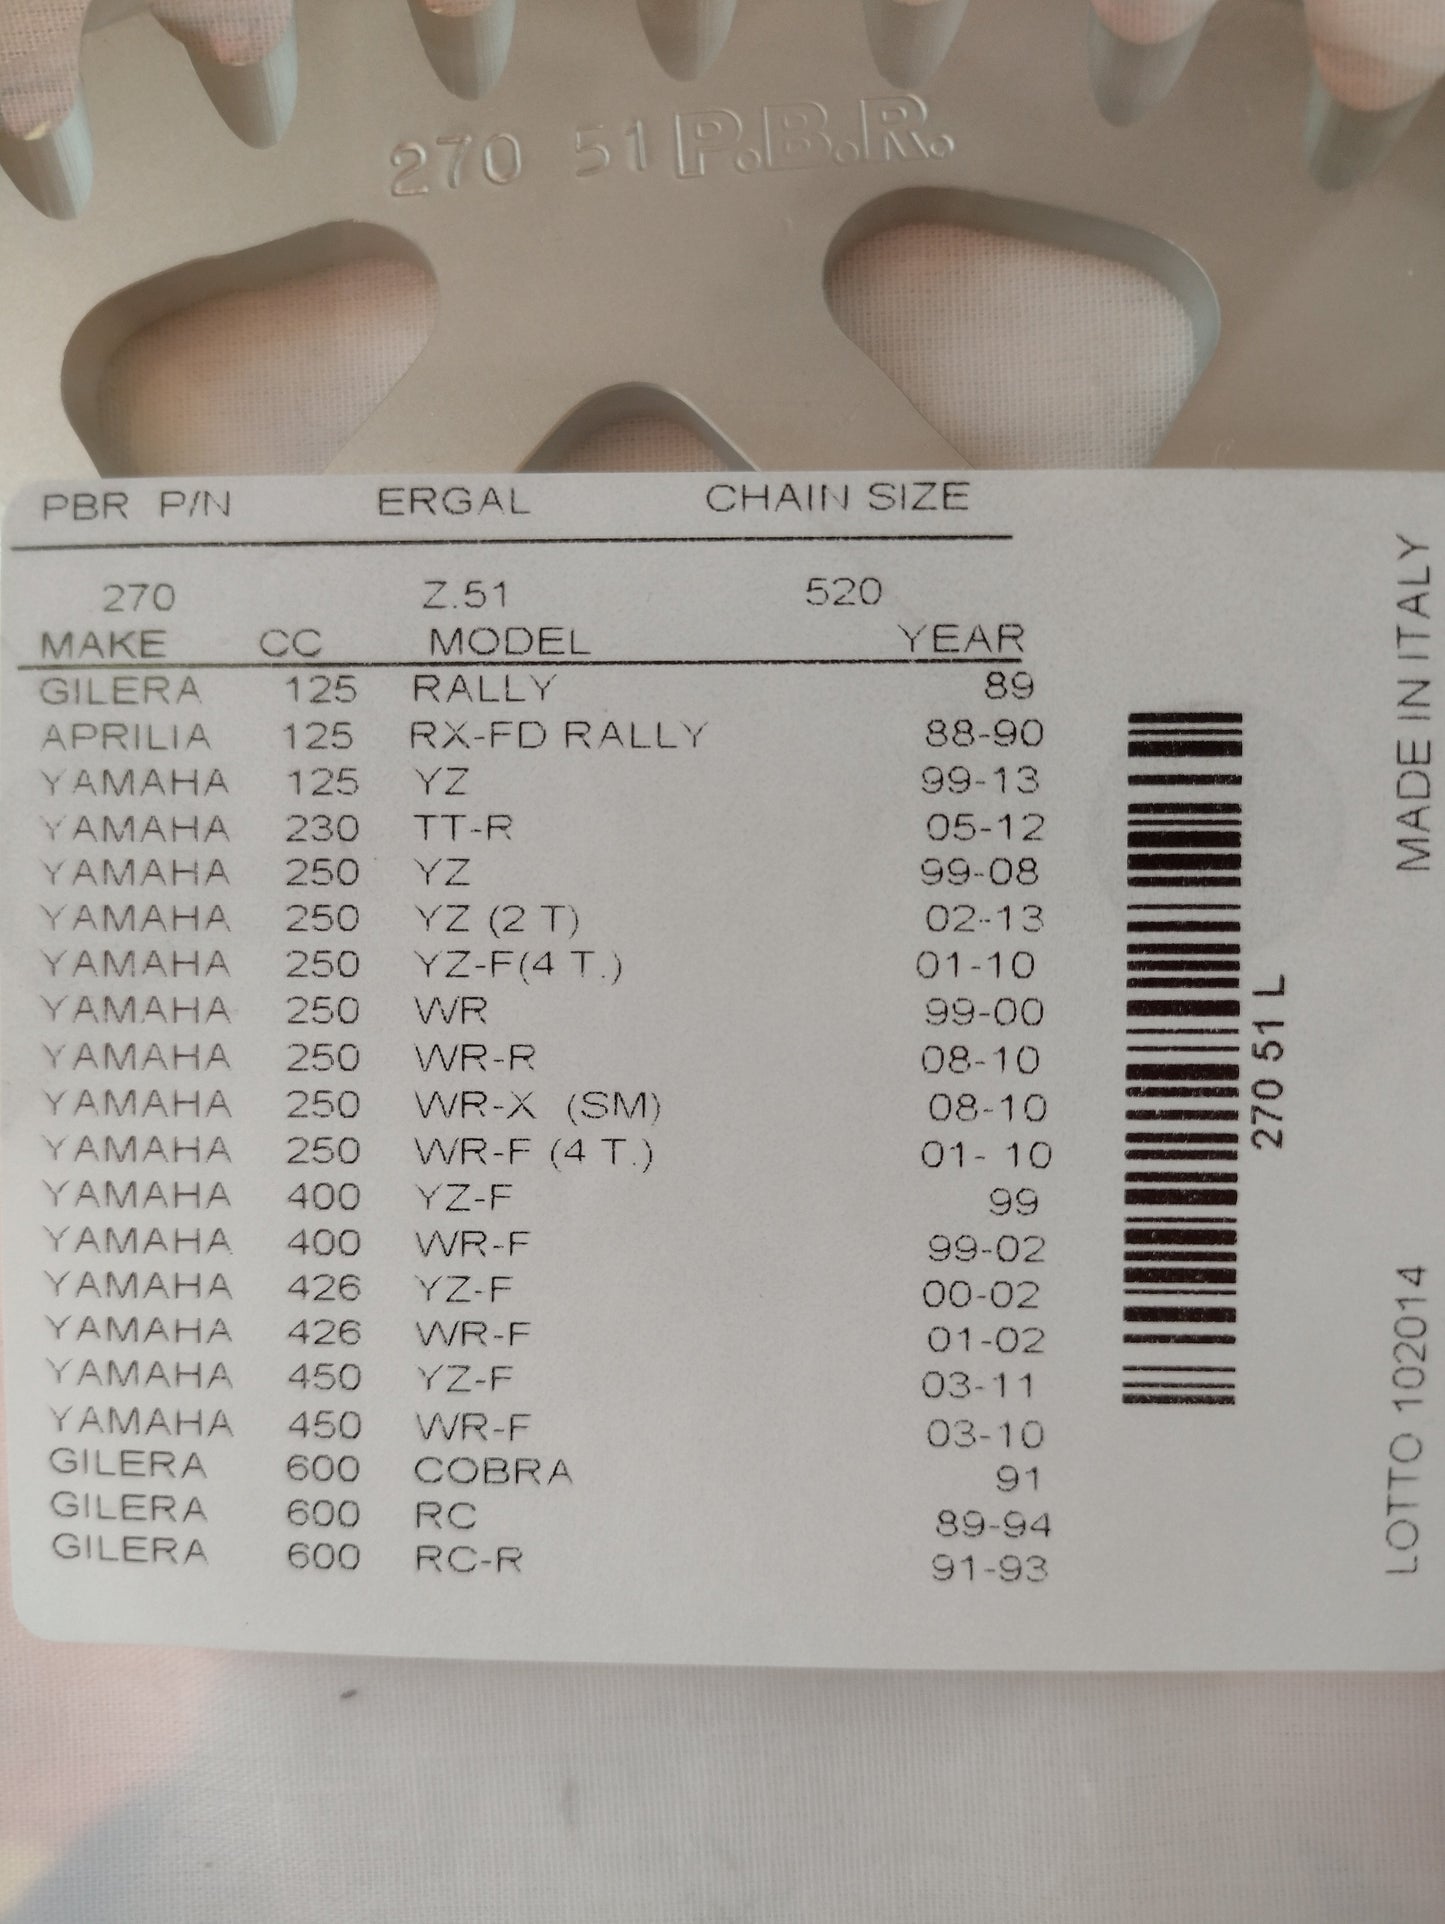 270 51 P.B.R.
PBR P/N ERGAL CHAIN SIZE
270 Z.51 520
MAKE CC MODEL YEAR
GILERA 125 RALLY 89
APRILIA 125 RX-FD RALLY 88-90
YAMAHA 125 YZ 99-13
YAMAHA 230 TT-R 05-12
YAMAHA 250 YZ 99-08
YAMAHA 250 YZ (2 T) 02-13
YAMAHA 250 YZ-F(4 T.) 01-10
YAMAHA 250 WR 99-00
YAMAHA 250 WR-R 08-10
YAMAHA 250 WR-X (SM) 08-10
YAMAHA 250 WR-F (4 T.) 01- 10
YAMAHA 400 YZ-F 99
YAMAHA 400 WR-F 99-02
YAMAHA 426 YZ-F 00-02
YAMAHA 426 WR-F 01-02
YAMAHA 450 YZ-F 03-11
YAMAHA 450 WR-F 03-10
GILERA 600 COBRA 91
GILERA 600 RC 89-94
GILERA 600 RC-R 91-93
270 51 L
MADE IN ITALY
LOTTO 102014